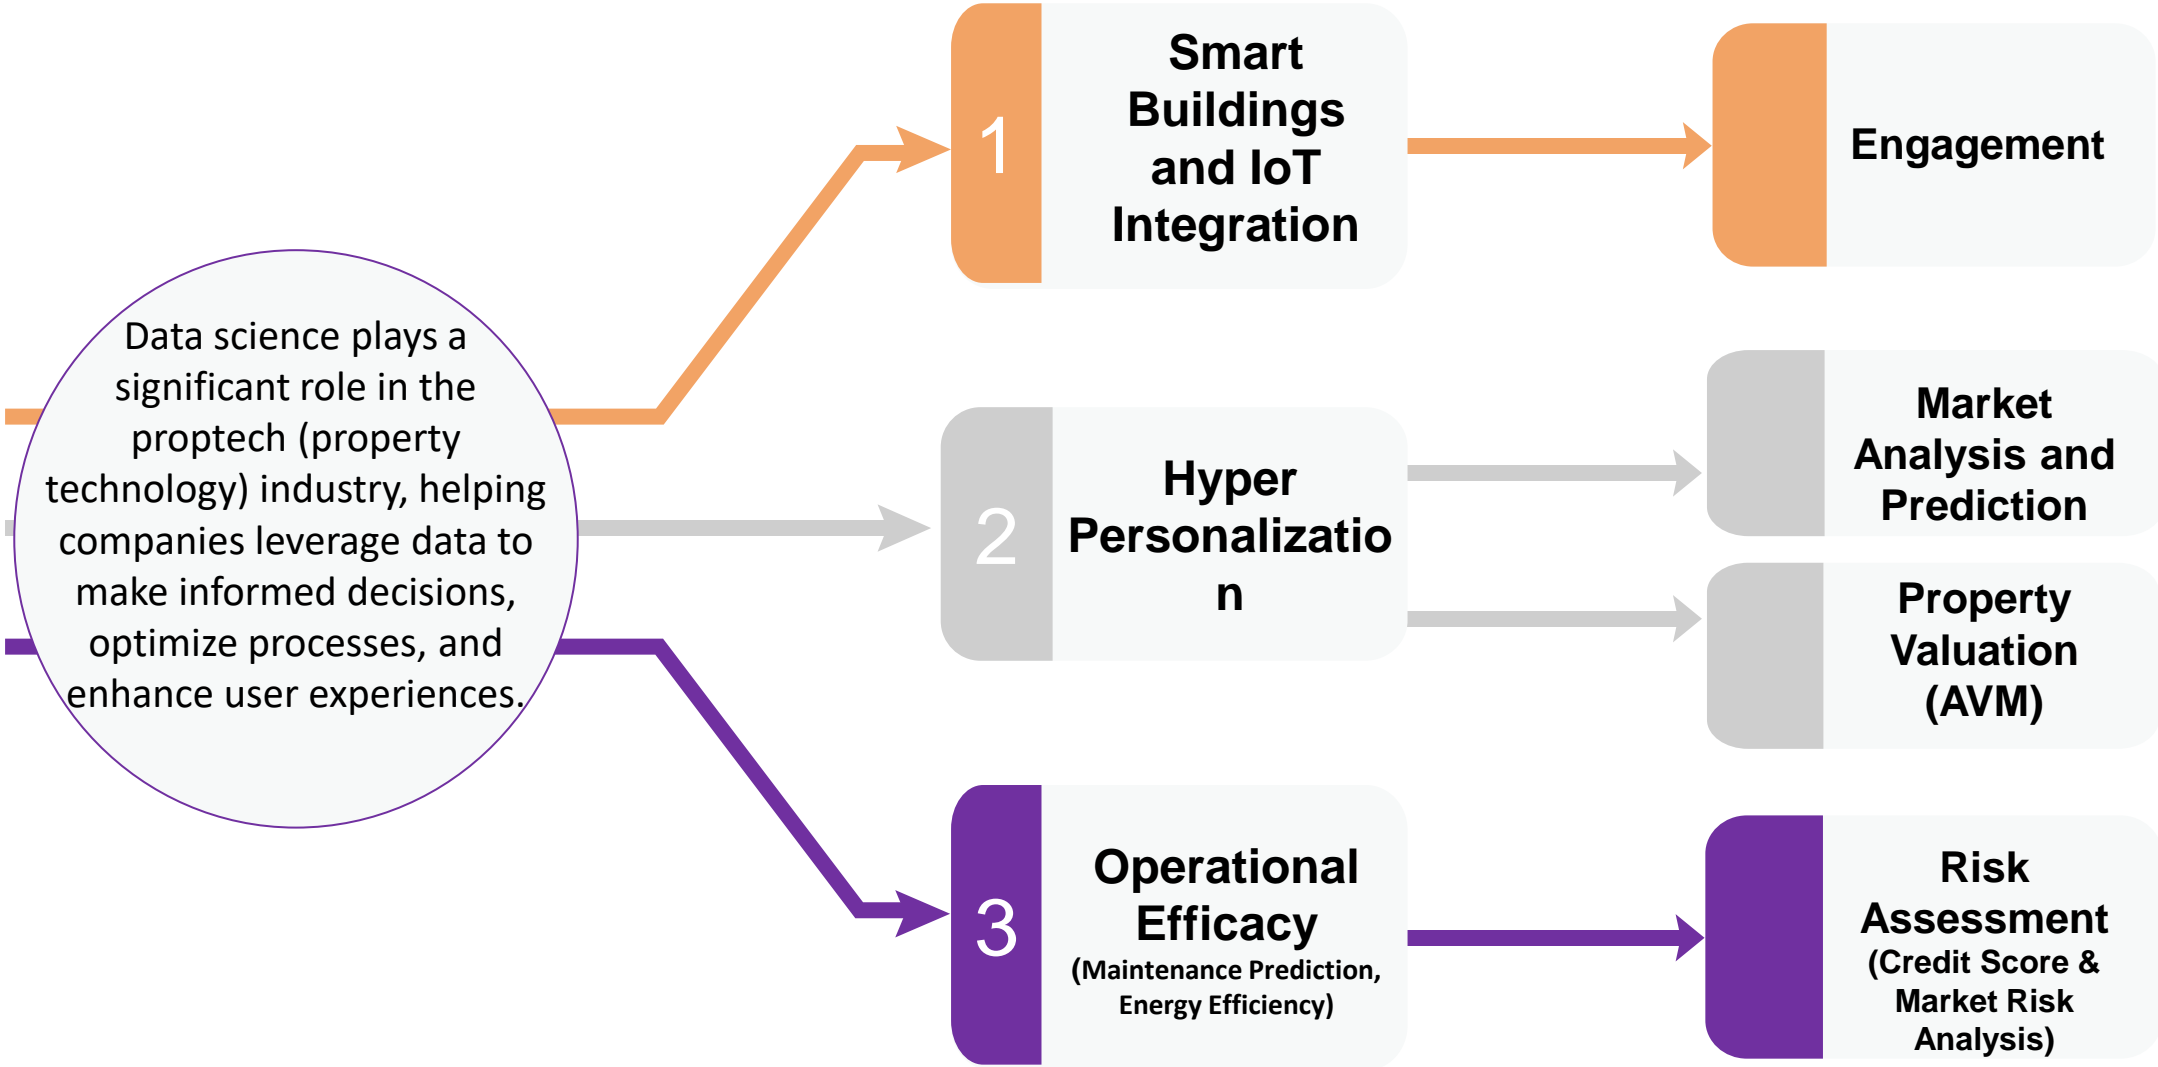 Data science plays a
significant role in the
proptech (property
technology) industry, helping
companies leverage data to
make informed decisions,
optimize processes, and
enhance user experiences.
1
Smart
Buildings
and IoT
Integration
Engagement
2
Hyper
Personalizatio
n
Market
Analysis and
Prediction
Property
Valuation
(AVM)
3
Operational
Efficacy
(Maintenance Prediction,
Energy Efficiency)
Risk
Assessment
(Credit Score &
Market Risk
Analysis)